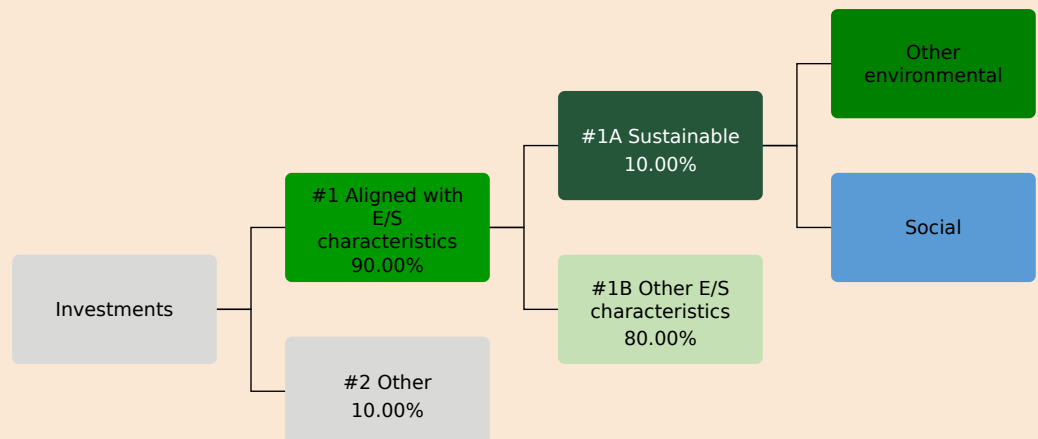 Other
environmental
#1A Sustainable
10.00%
#1 Aligned with
E/S
characteristics
90.00%
Social
Investments
#1B Other E/S
characteristics
80.00%
#2 Other
10.00%